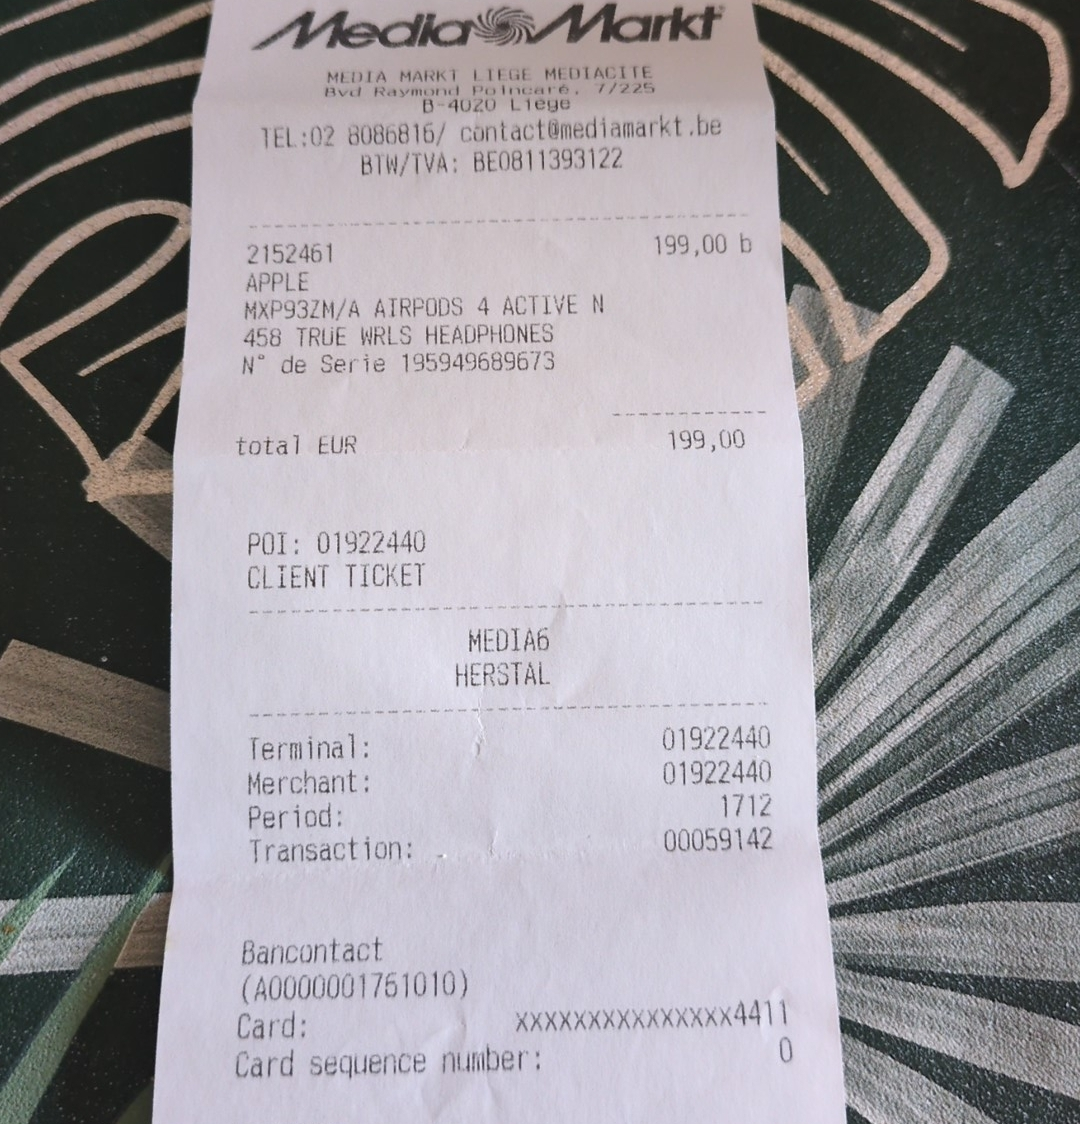 Media Markt
MEDIA MARKT LIEGE MEDIACITE
Bvd Raymond Poincaré, 7/225
B-4020 Liège
TEL:02 8086816/ contact@mediamarkt.be
BTW/TVA: BE0811393122
2152461 199,00 b
APPLE
MXP93ZM/A AIRPODS 4 ACTIVE N
458 TRUE WRLS HEADPHONES
N° de Serie 195949689673
total EUR 199,00
POI: 01922440
CLIENT TICKET
MEDIA6
HERSTAL
Terminal: 01922440
Merchant: 01922440
Period: 1712
Transaction: 00059142
Bancontact
(A0000001761010)
Card: xxxxxxxxxxxxxxx4411
Card sequence number: 0